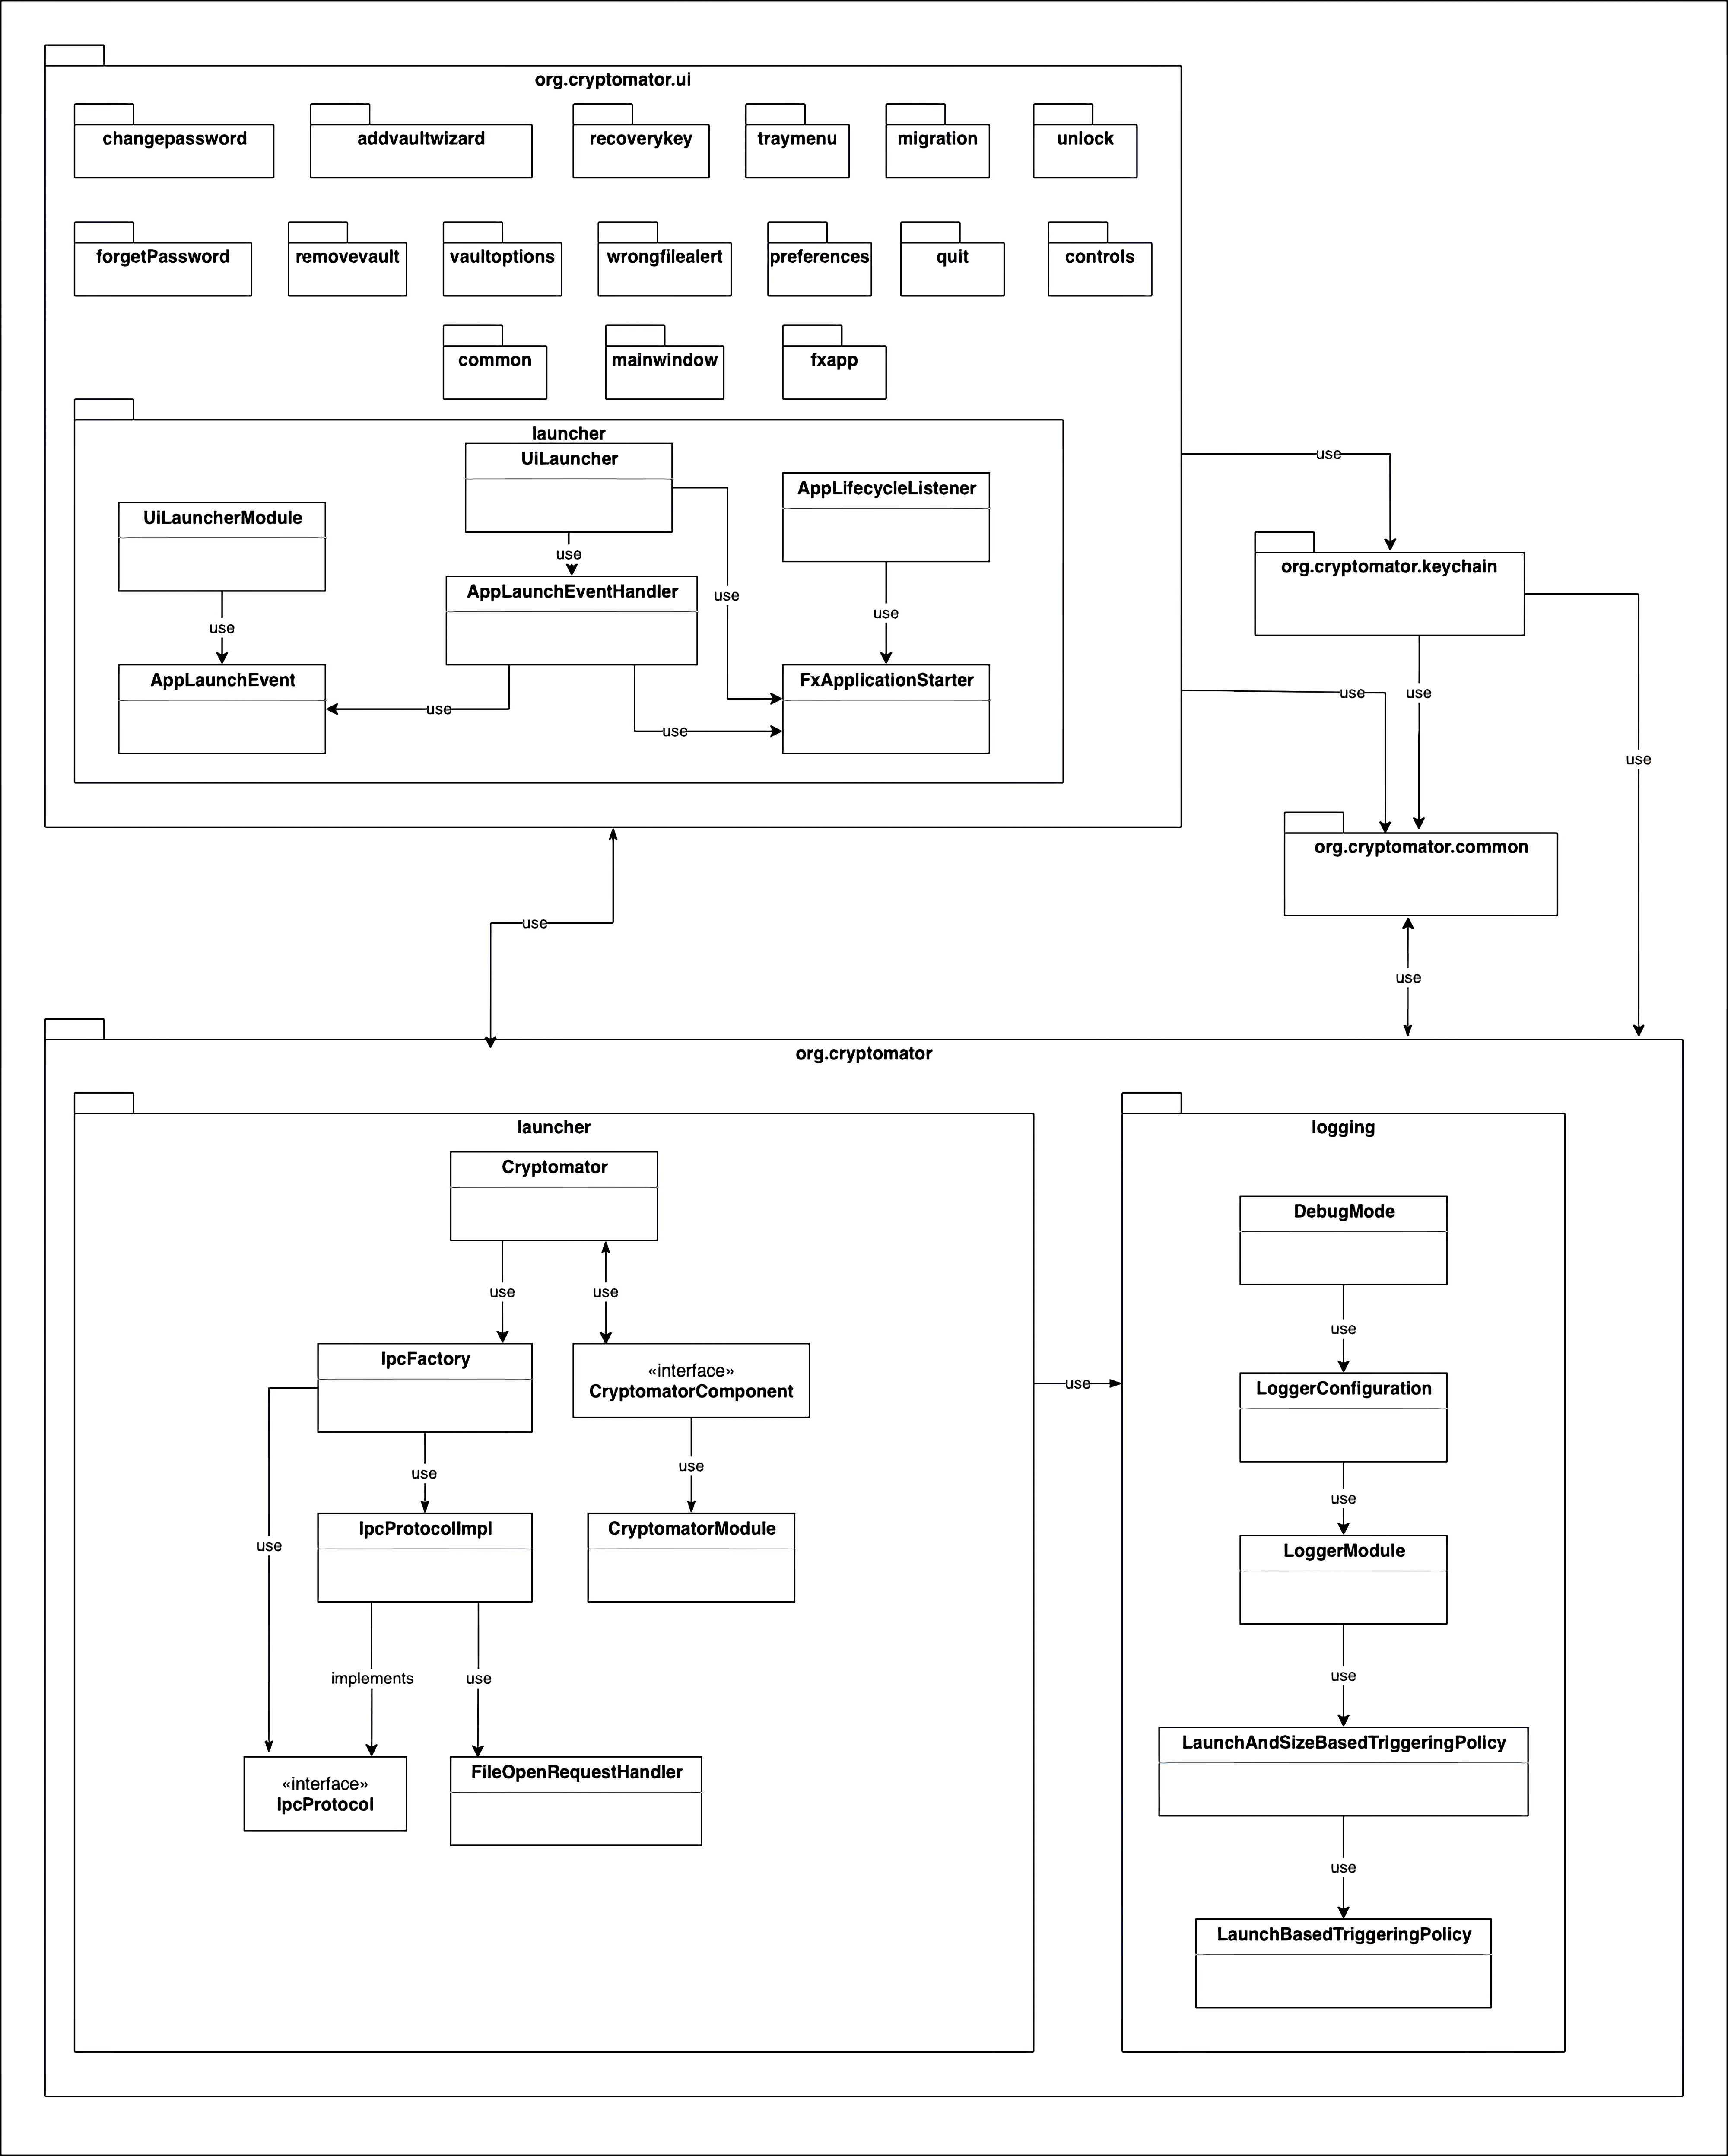 org.cryptomator.ui
changepassword
addvaultwizard
recoverykey
traymenu
migration
unlock
forgetPassword
removevault
vaultoptions
wrongfilealert
preferences
quit
controls
common
mainwindow
fxapp
launcher
UiLauncher
AppLifecycleListener
UiLauncherModule
use
AppLaunchEventHandler
use
use
use
AppLaunchEvent
FxApplicationStarter
use
use
use
org.cryptomator.keychain
use
use
use
org.cryptomator.common
use
use
org.cryptomator
launcher
Cryptomator
use
use
IpcFactory
«interface»
CryptomatorComponent
use
use
IpcProtocolImpl
CryptomatorModule
use
implements
use
«interface»
IpcProtocol
FileOpenRequestHandler
use
logging
DebugMode
use
LoggerConfiguration
use
LoggerModule
use
LaunchAndSizeBasedTriggeringPolicy
use
LaunchBasedTriggeringPolicy